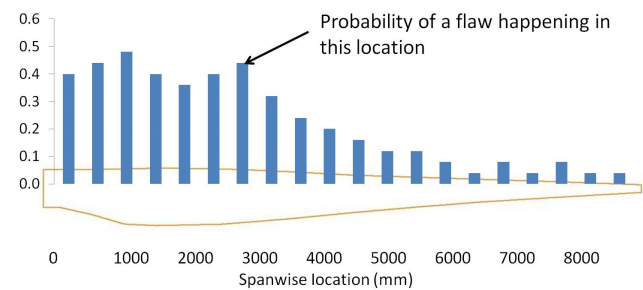 Probability of a flaw happening in
this location
0.6
0.5
0.4
0.3
0.2
0.1
0.0
0 1000 2000 3000 4000 5000 6000 7000 8000
Spanwise location (mm)